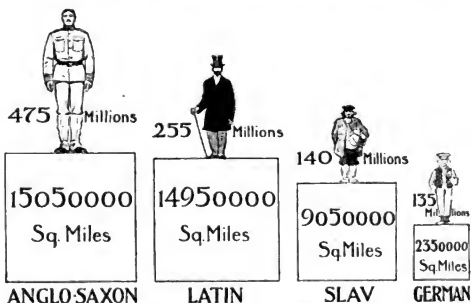 475 Millions
15050000
Sq. Miles
ANGLO-SAXON
255 Millions
14950000
Sq. Miles
LATIN
140 Millions
9050000
Sq Miles
SLAV
135
Millions
2350000
Sq. Miles
GERMAN